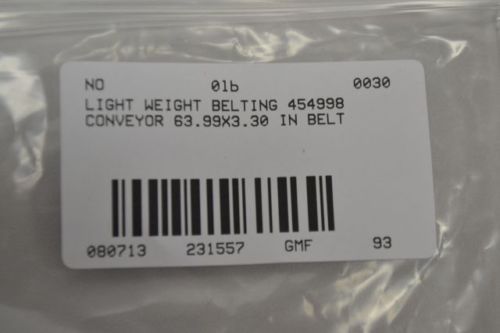 NO 01b 0030
LIGHT WEIGHT BELTING 454998
CONVEYOR 63.99X3.30 IN BELT
080713 231557 GMF 93